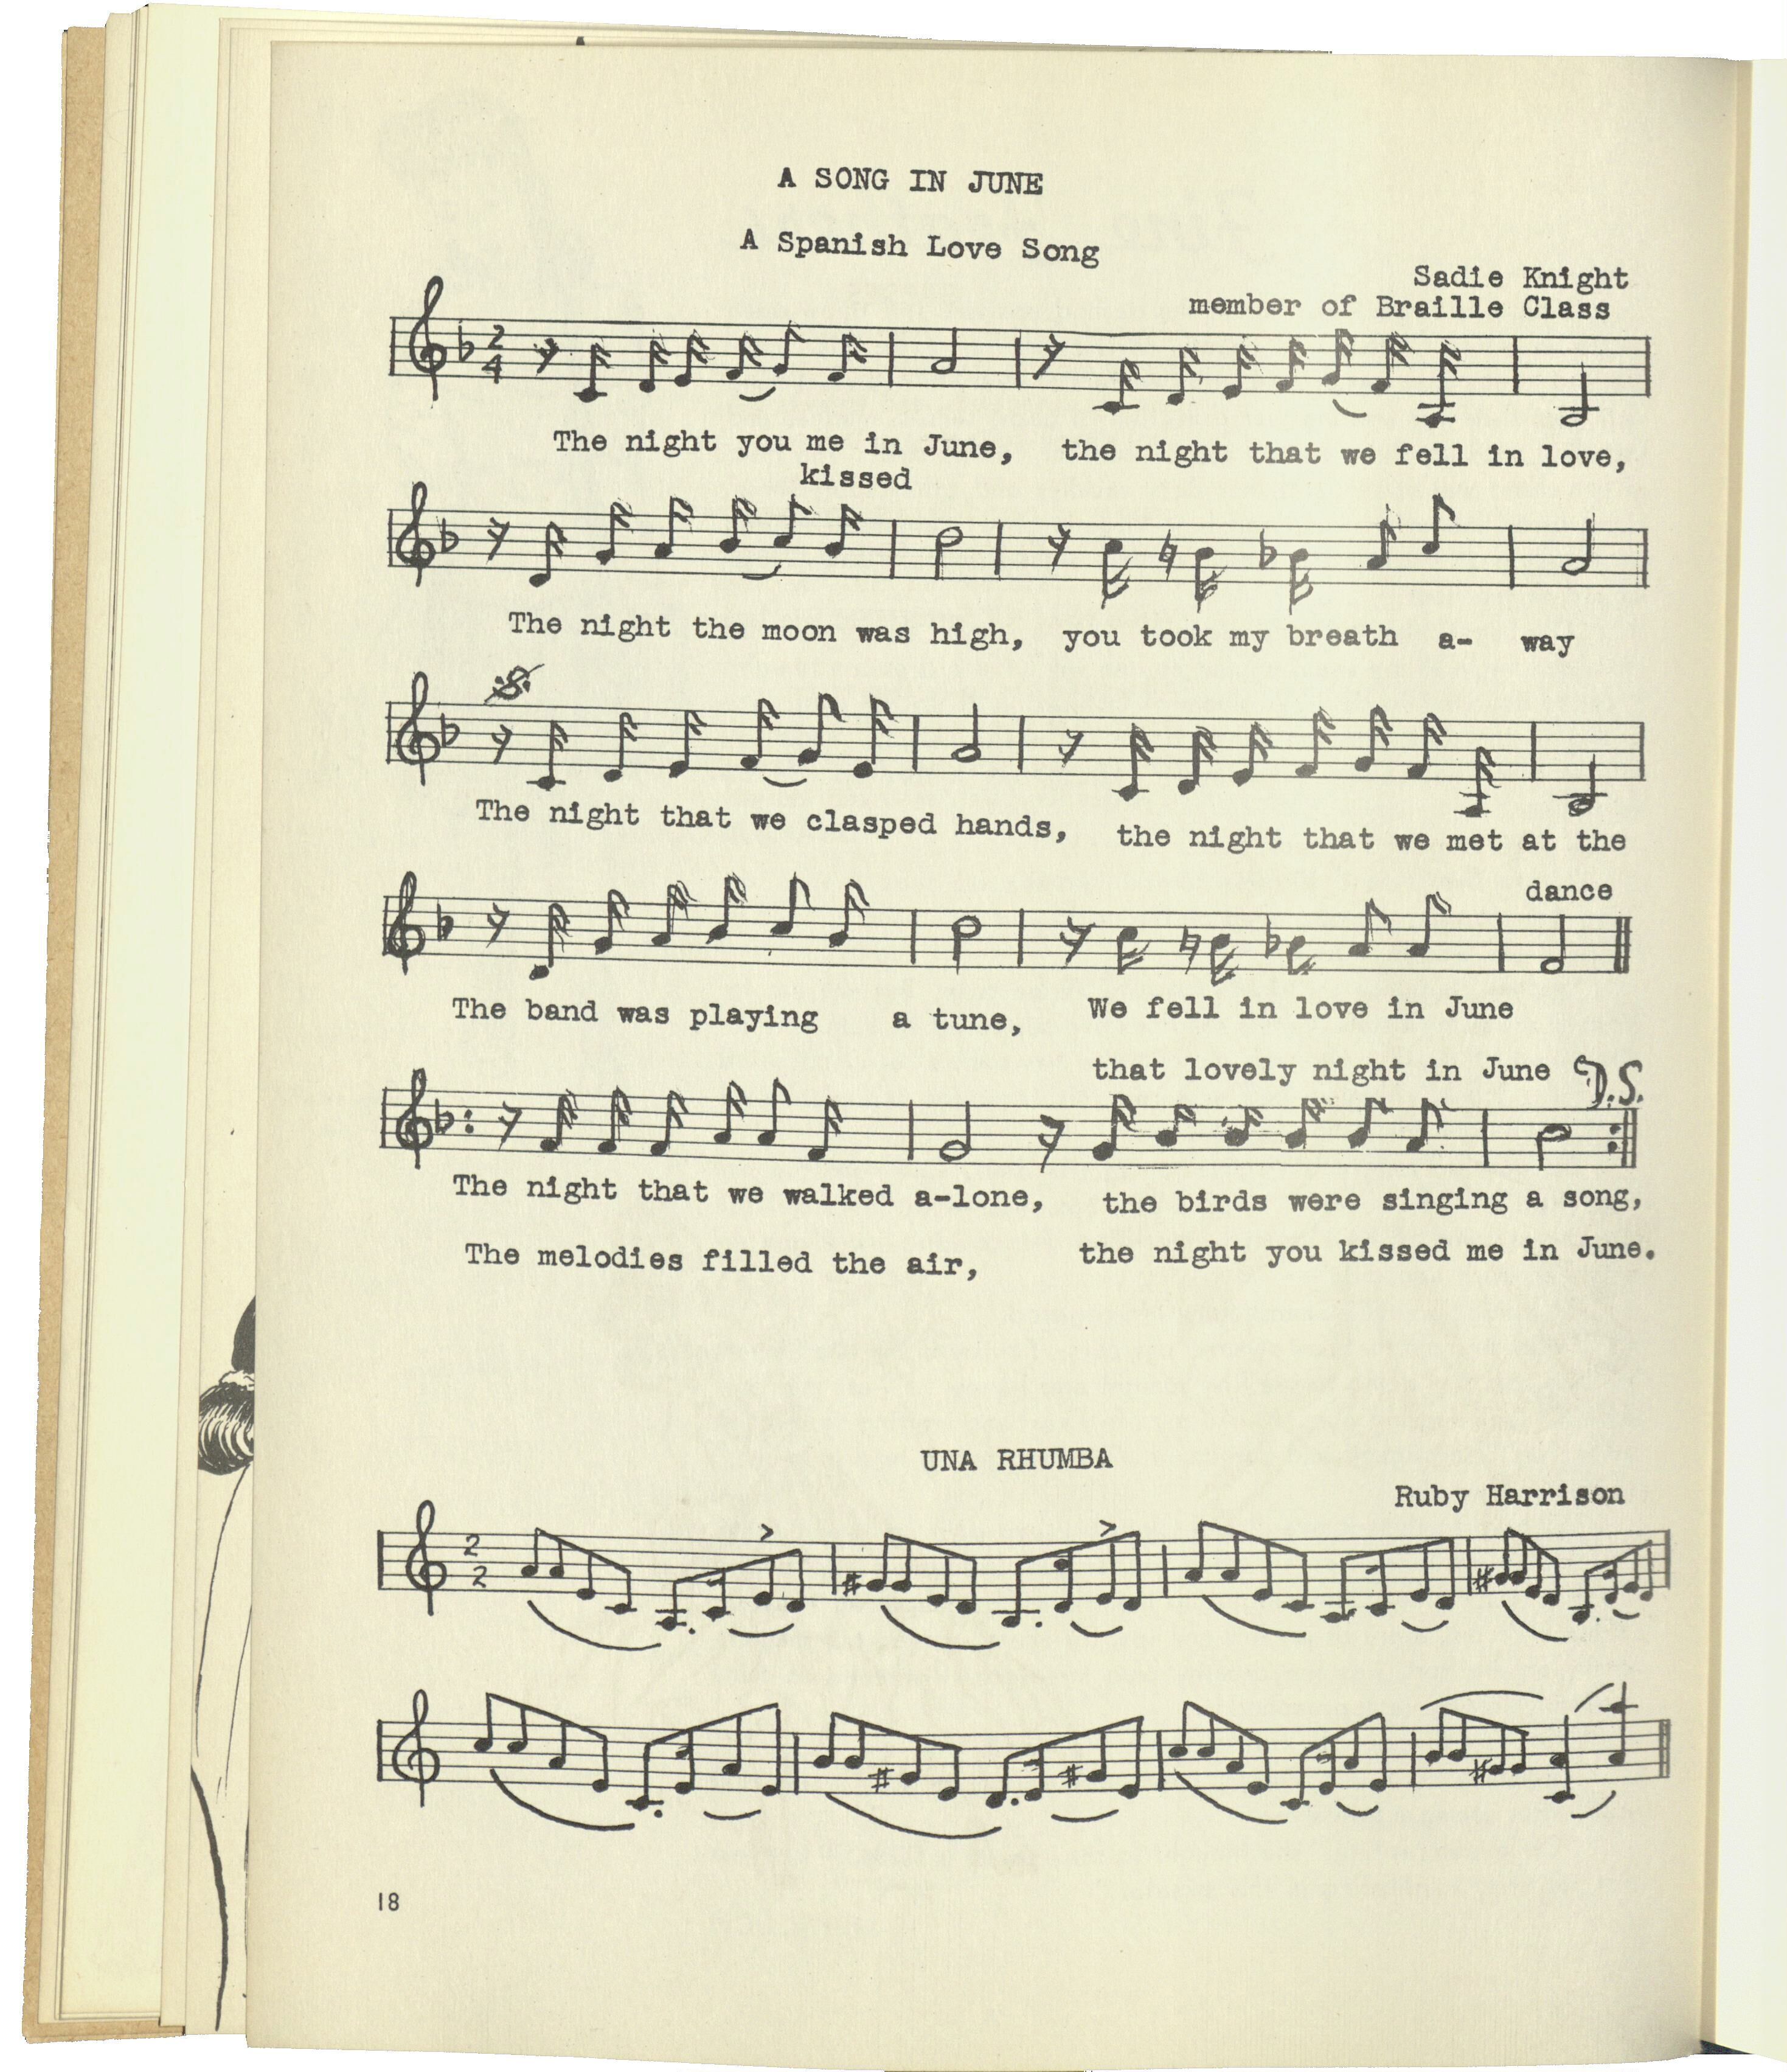 A SONG IN JUNE
A Spanish Love Song
Sadie Knight
member of Braille Class
2
4
The night you me in June, the night that we fell in love,
kissed
The night the moon was high, you took my breath a- way
The night that we clasped hands, the night that we met at the
dance
The band was playing a tune, We fell in love in June
that lovely night in June D.S.
The night that we walked a-lone, the birds were singing a song,
The melodies filled the air, the night you kissed me in June.
UNA RHUMBA
Ruby Harrison
2
2
18